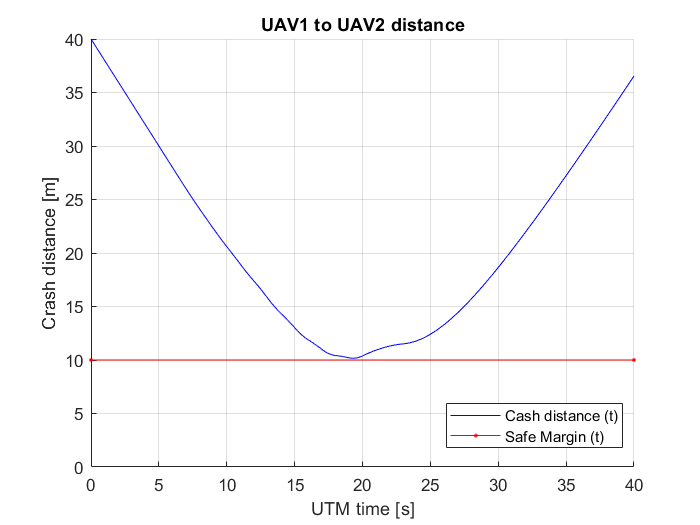 UAV1 to UAV2 distance
Crash distance [m]
40
35
30
25
20
15
10
5
0
Cash distance (t)
Safe Margin (t)
0 5 10 15 20 25 30 35 40
UTM time [s]